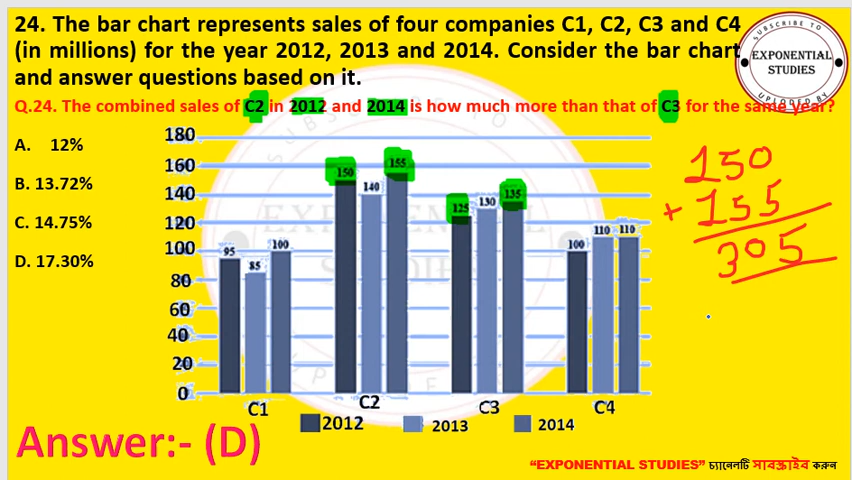 24. The bar chart represents sales of four companies C1, C2, C3 and C4
(in millions) for the year 2012, 2013 and 2014. Consider the bar chart
and answer questions based on it.
SUBSCRIBE TO
EXPONENTIAL
STUDIES
UPLOADED BY
Q.24. The combined sales of C2 in 2012 and 2014 is how much more than that of C3 for the same year?
A. 12%
B. 13.72%
C. 14.75%
D. 17.30%
180
160
140
120
100
80
60
40
20
0
95
85
100
150
140
155
125
130
135
100
110
110
C1
C2
C3
C4
2012
2013
2014
150
+ 155
305
EXPONENTIAL
STUDIES
Answer:- (D)
“EXPONENTIAL STUDIES” চ্যানেলটি সাবস্ক্রাইব করুন